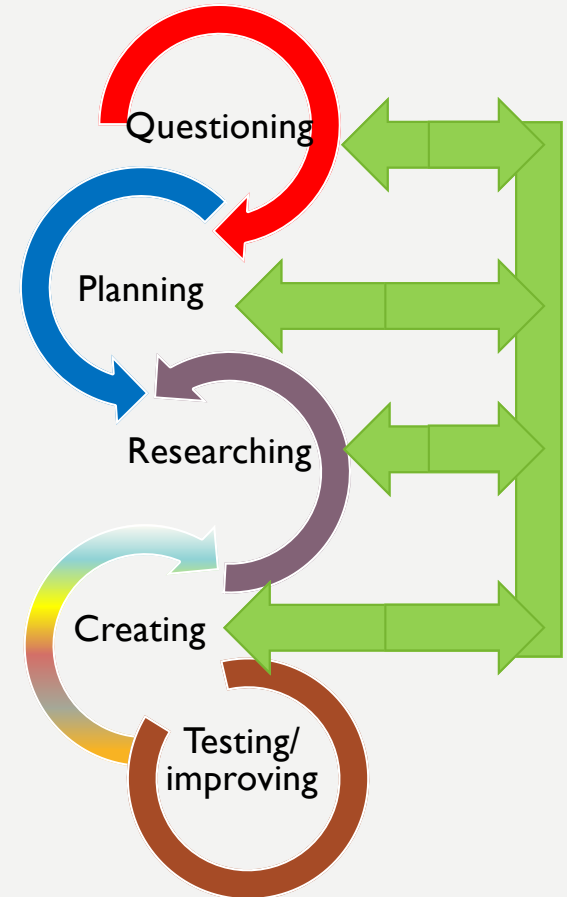 Questioning
Planning
Researching
Creating
Testing/
improving